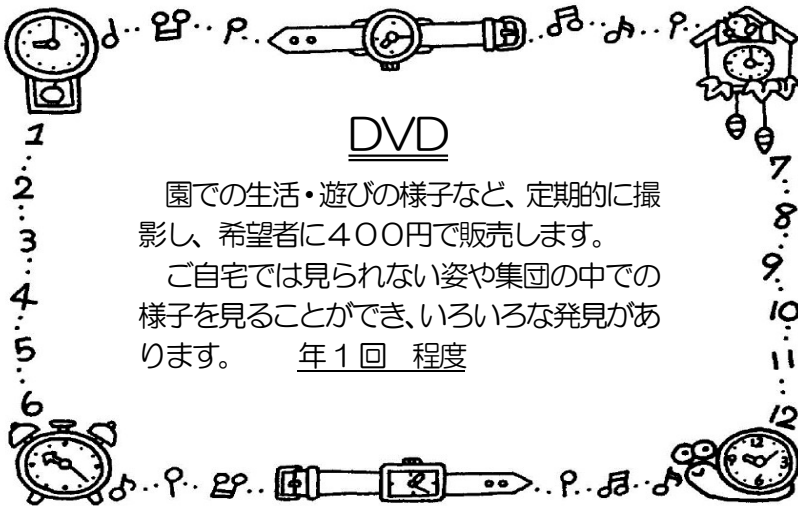 DVD
園での生活・遊びの様子など、定期的に撮
影し、希望者に４００円で販売します。
ご自宅では見られない姿や集団の中での
様子を見ることができ、いろいろな発見があ
ります。　　年１回　程度
1
2
3
4
5
6
7
8
9
10
11
12
12
3
6
9